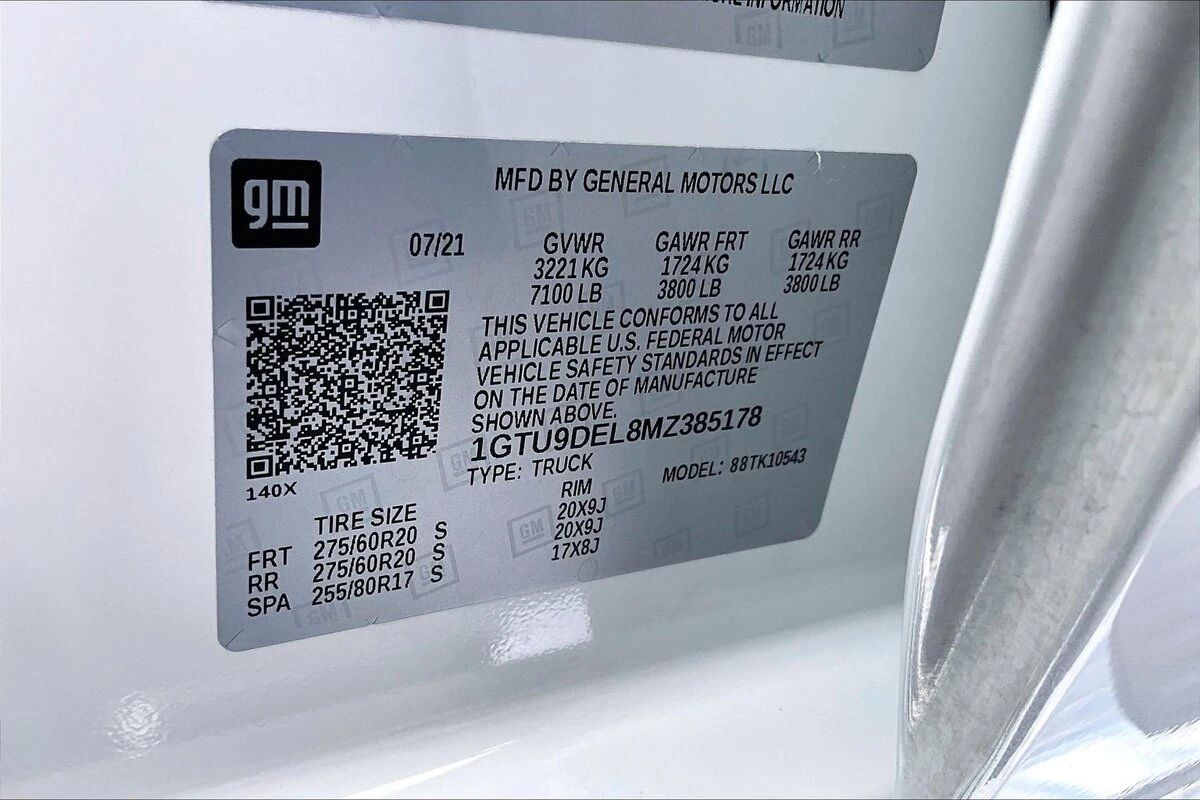 INFORMATION
gm
MFD BY GENERAL MOTORS LLC
07/21 GVWR GAWR FRT GAWR RR
3221 KG 1724 KG 1724 KG
7100 LB 3800 LB 3800 LB
THIS VEHICLE CONFORMS TO ALL
APPLICABLE U.S. FEDERAL MOTOR
VEHICLE SAFETY STANDARDS IN EFFECT
ON THE DATE OF MANUFACTURE
SHOWN ABOVE.
1GTU9DEL8MZ385178
TYPE: TRUCK MODEL: 88TK10543
140X
TIRE SIZE RIM
FRT 275/60R20 S 20X9J
RR 275/60R20 S 20X9J
SPA 255/80R17 S 17X8J